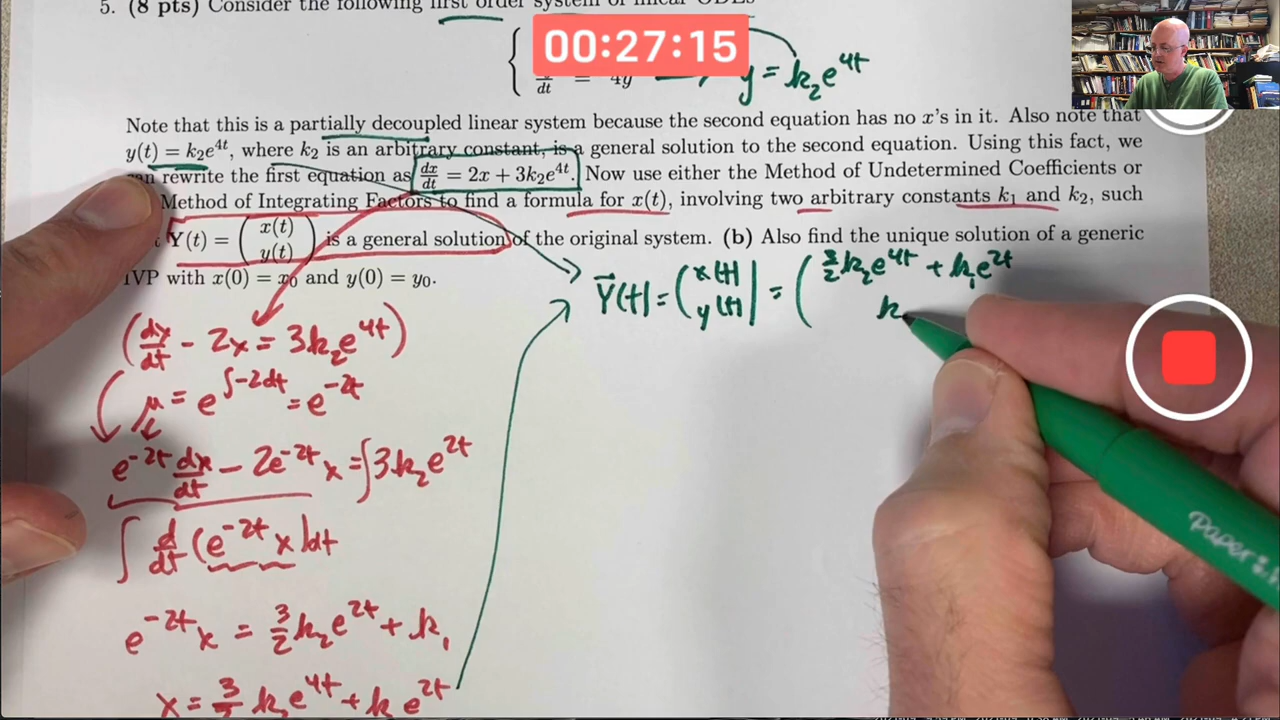 5. (8 pts) Consider the following first order system of linear ODEs
00:27:15
dt = 4y → y = k₂e^4t
Note that this is a partially decoupled linear system because the second equation has no x's in it. Also note that
y(t) = k₂e^4t, where k₂ is an arbitrary constant, is a general solution to the second equation. Using this fact, we
rewrite the first equation as dx/dt = 2x + 3k₂e^4t. Now use either the Method of Undetermined Coefficients or
Method of Integrating Factors to find a formula for x(t), involving two arbitrary constants k₁ and k₂, such
Y(t) = ( x(t) y(t) ) is a general solution of the original system. (b) Also find the unique solution of a generic
IVP with x(0) = x₀ and y(0) = y₀.
Y(t) = ( x(t) y(t) ) = ( 3/2 k₂e^4t + k₁e^2t
k
( dx/dt - 2x = 3k₂e^4t )
μ = e^∫-2dt = e^-2t
e^-2t dx/dt - 2e^-2t x = ∫3k₂e^2t
∫ d/dt (e^-2t x) dt
e^-2t x = 3/2 k₂e^2t + k₁
x = 3/2 k₂e^4t + k₁e^2t
Paper